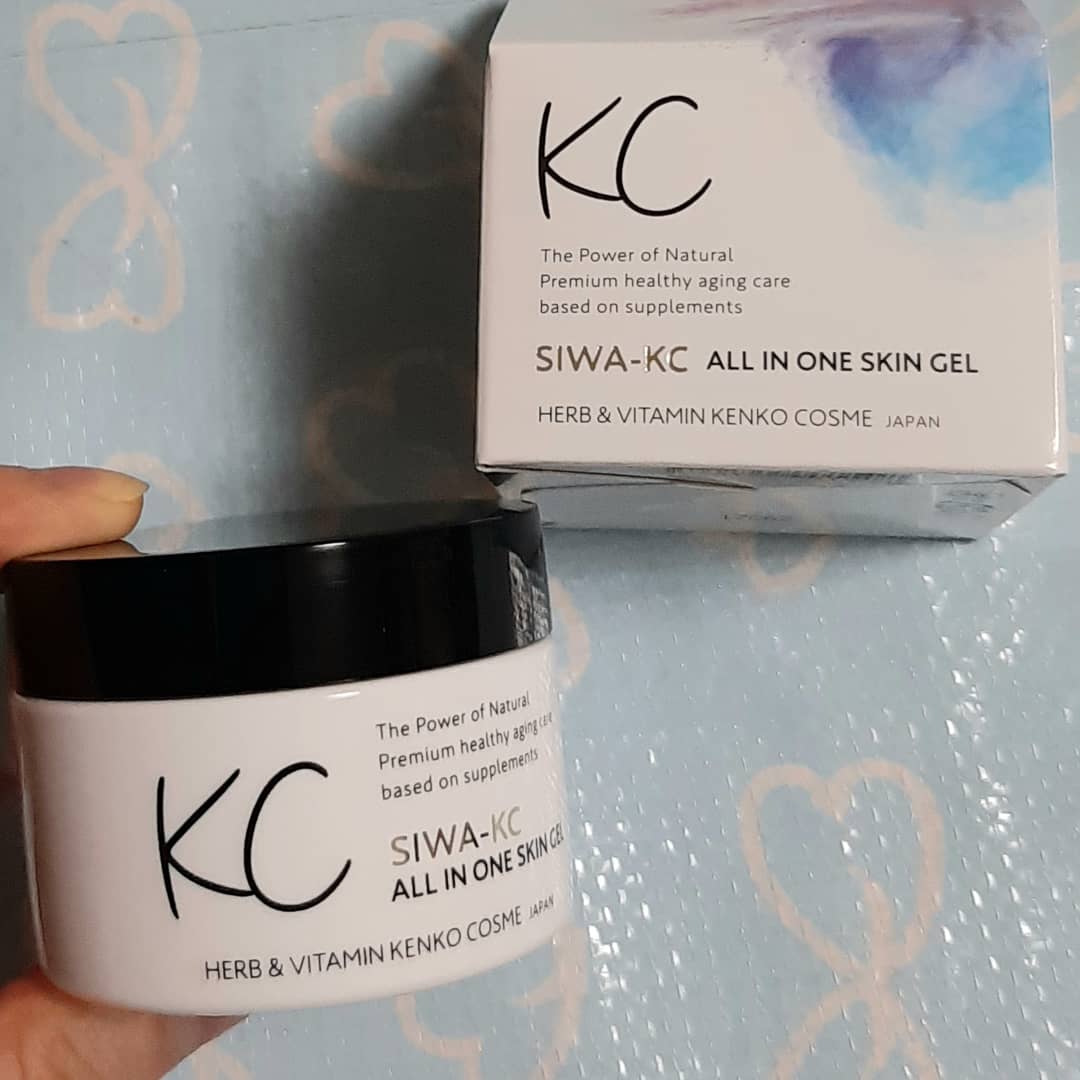 KC
The Power of Natural
Premium healthy aging care
based on supplements
SIWA-KC ALL IN ONE SKIN GEL
HERB & VITAMIN KENKO COSME JAPAN
KC
The Power of Natural
Premium healthy aging care
based on supplements
SIWA-KC
ALL IN ONE SKIN GEL
HERB & VITAMIN KENKO COSME JAPAN